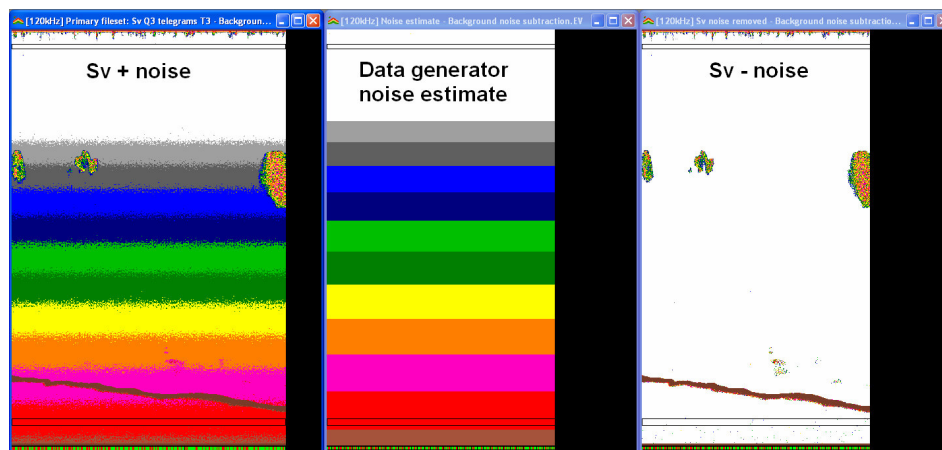 [120kHz] Primary fileset: Sv Q3 telegrams T3 - Backgroun...
[120kHz] Noise estimate - Background noise subtraction.EV
[120kHz] Sv noise removed - Background noise subtractio...
Sv + noise
Data generator
noise estimate
Sv - noise